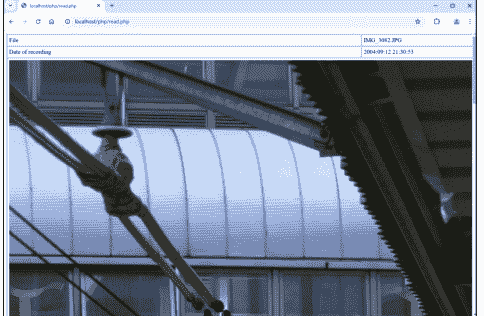 localhost/php/read.php
localhost/php/read.php
File IMG_3082.JPG
Date of recording 2004:09:12 21:30:53